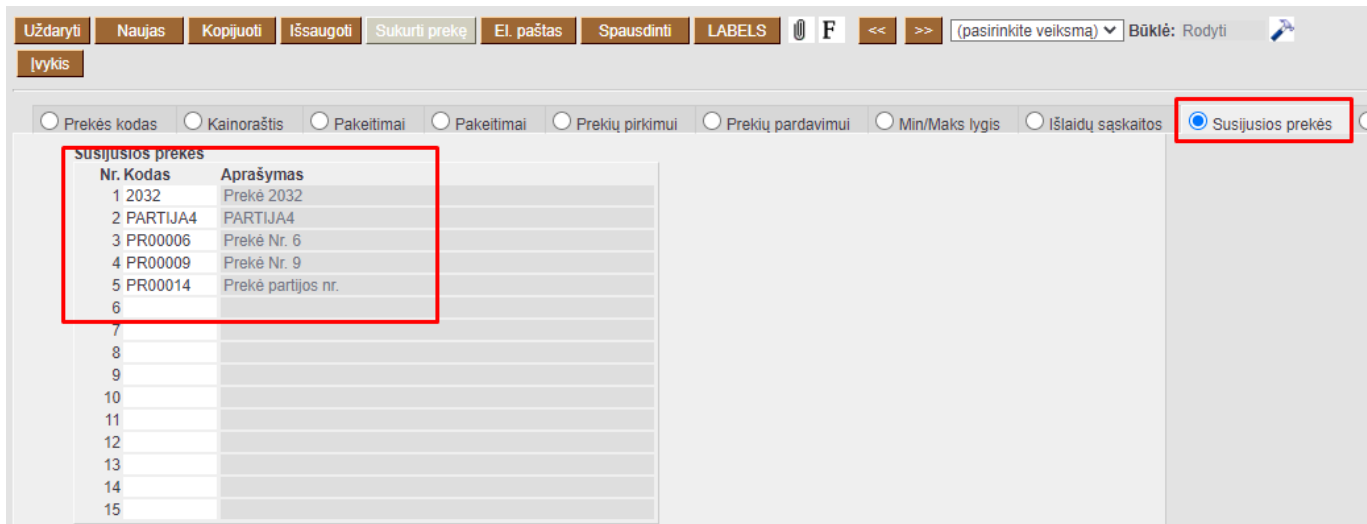 Uždaryti Naujas Kopijuoti Išsaugoti Sukurti prekę El. paštas Spausdinti LABELS F << >> (pasirinkite veiksmą) Būklė: Rodyti
Įvykis
Prekės kodas Kainoraštis Pakeitimai Pakeitimai Prekių pirkimui Prekių pardavimui Min/Maks lygis Išlaidų sąskaitos Susijusios prekės
Susijusios prekės
Nr. Kodas Aprašymas
1 2032 Prekė 2032
2 PARTIJA4 PARTIJA4
3 PR00006 Prekė Nr. 6
4 PR00009 Prekė Nr. 9
5 PR00014 Prekė partijos nr.
6
7
8
9
10
11
12
13
14
15